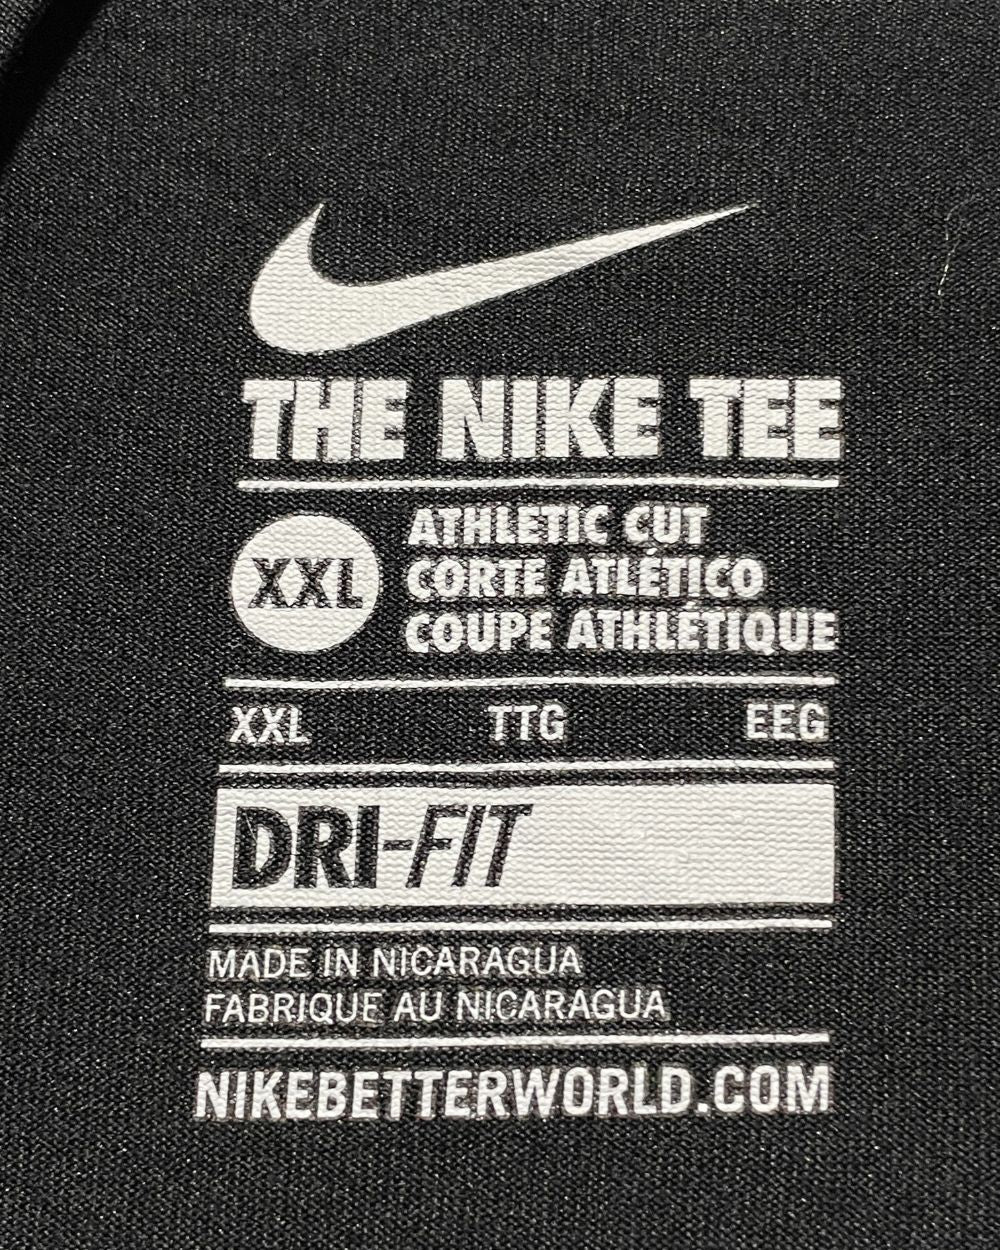 THE NIKE TEE
XXL
ATHLETIC CUT
CORTE ATLÉTICO
COUPE ATHLÉTIQUE
XXL TTG EEG
DRI-FIT
MADE IN NICARAGUA
FABRIQUE AU NICARAGUA
NIKEBETTERWORLD.COM